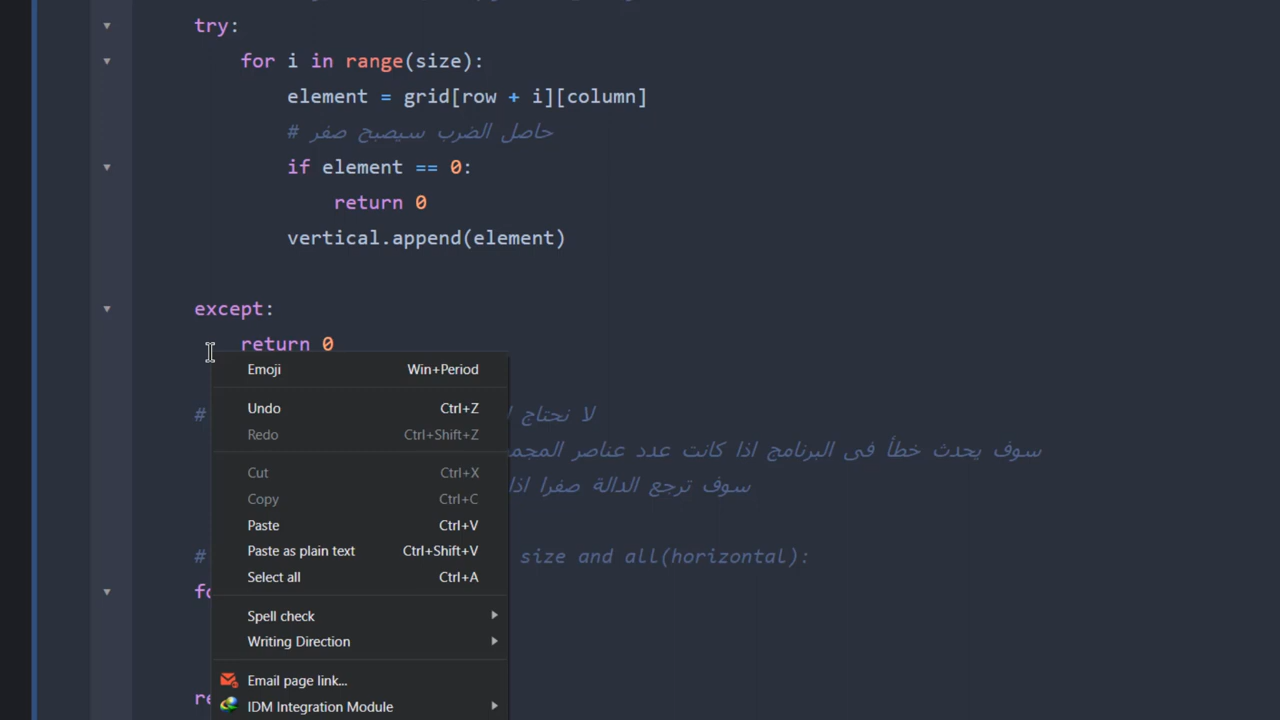 try:
for i in range(size):
element = grid[row + i][column]
# حاصل الضرب سيصبح صفر
if element == 0:
return 0
vertical.append(element)
except:
return 0
Emoji Win+Period
Undo Ctrl+Z
# لا نحتاج
Redo Ctrl+Shift+Z
سوف يحدث خطأ فى البرنامج اذا كانت عدد عناصر
Cut Ctrl+X
سوف ترجع الدالة صفرا اذا
Copy Ctrl+C
Paste Ctrl+V
Paste as plain text Ctrl+Shift+V
# size and all(horizontal):
Select all Ctrl+A
Spell check
Writing Direction
Email page link...
IDM Integration Module